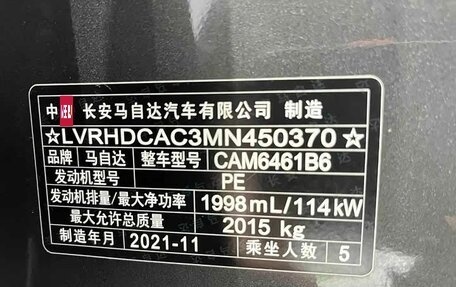 中 长安马自达汽车有限公司 制造
☆LVRHDCAC3MN450370☆
品牌 马自达 整车型号 CAM6461B6
发动机型号 PE
发动机排量/最大净功率 1998mL/114kW
最大允许总质量 2015 kg
制造年月 2021-11 乘坐人数 5